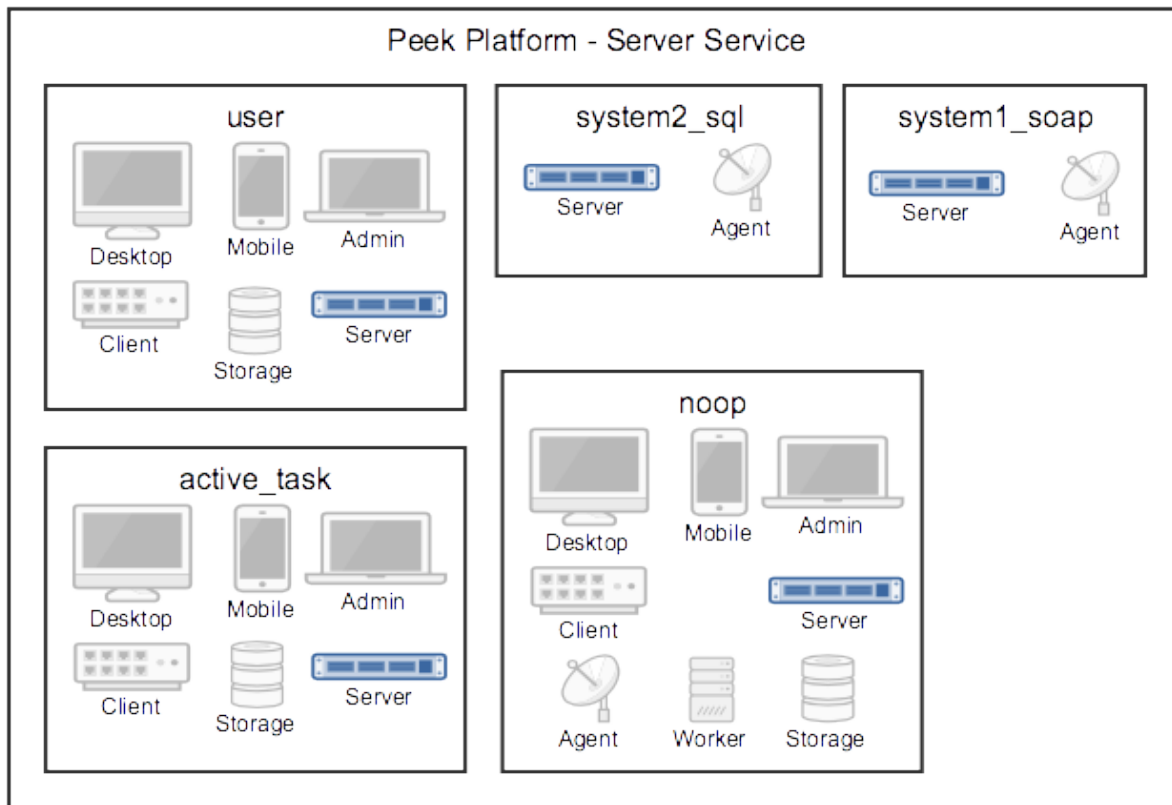 Peek Platform - Server Service
user
Desktop
Mobile
Admin
Client
Storage
Server
system2_sql
Server
Agent
system1_soap
Server
Agent
active_task
Desktop
Mobile
Admin
Client
Storage
Server
noop
Desktop
Mobile
Admin
Client
Server
Agent
Worker
Storage